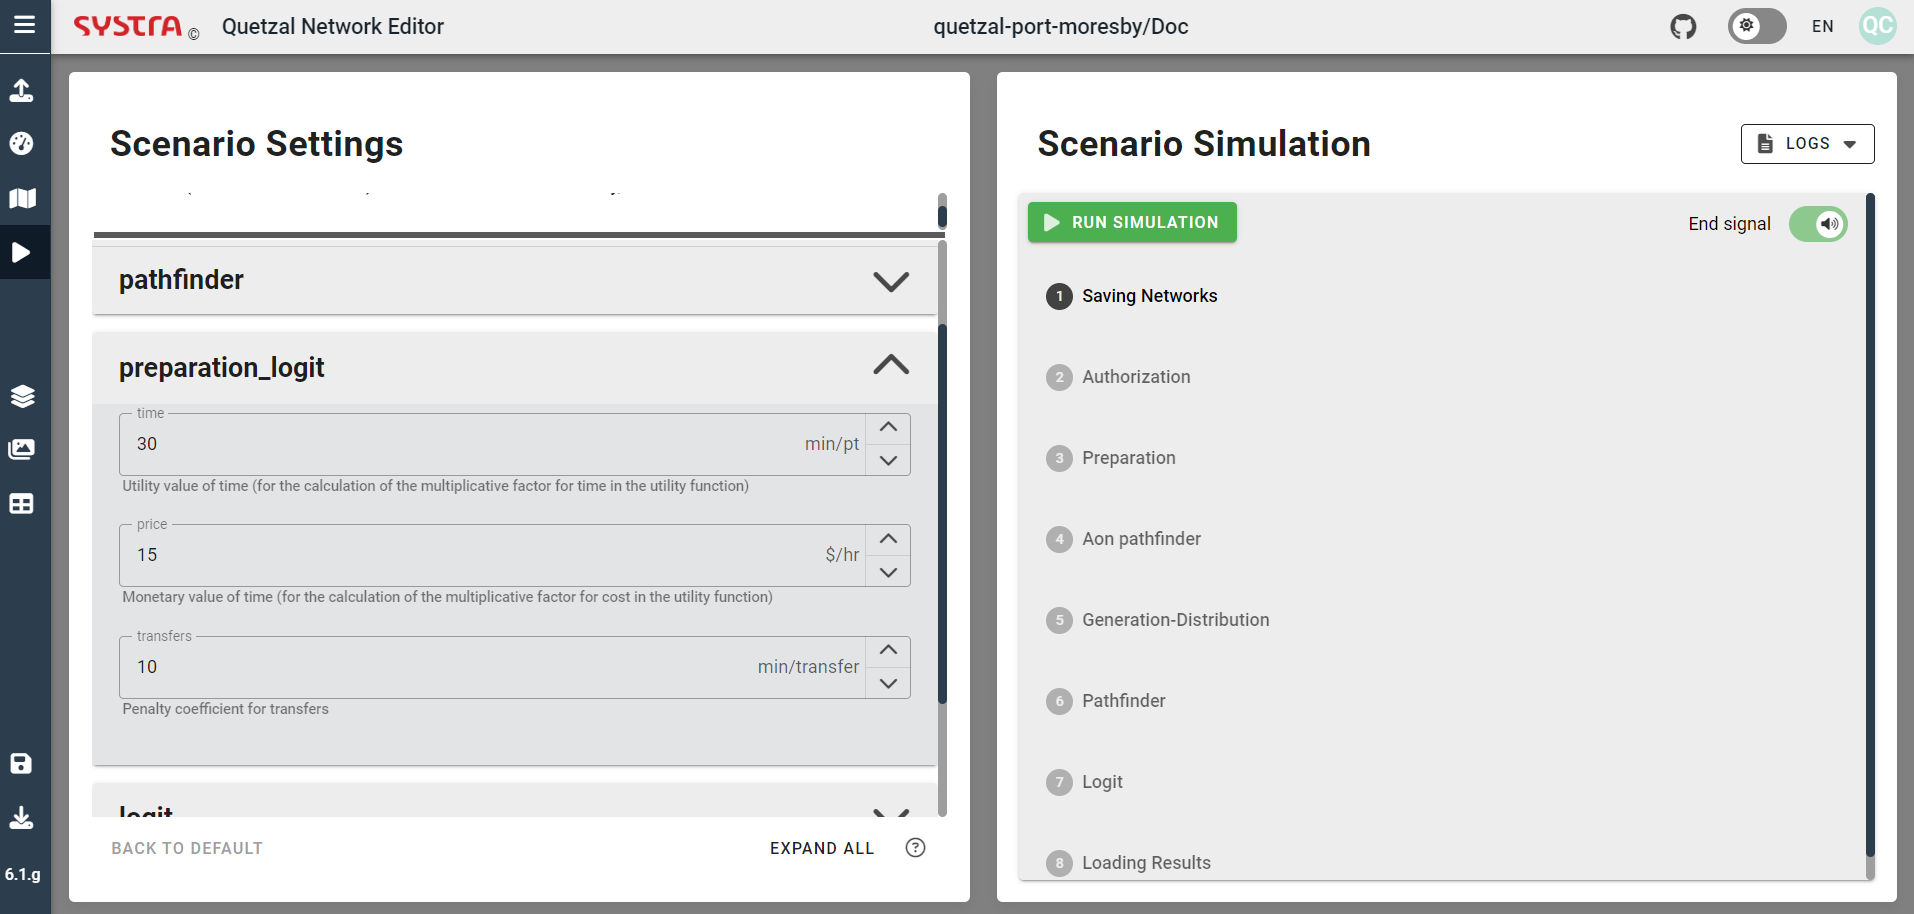 SYSTRA ©
Quetzal Network Editor
quetzal-port-moresby/Doc
EN
QC
Scenario Settings
pathfinder
preparation_logit
time
30
min/pt
Utility value of time (for the calculation of the multiplicative factor for time in the utility function)
price
15
$/hr
Monetary value of time (for the calculation of the multiplicative factor for cost in the utility function)
transfers
10
min/transfer
Penalty coefficient for transfers
logit
BACK TO DEFAULT
EXPAND ALL
?
6.1.g
Scenario Simulation
LOGS
RUN SIMULATION
End signal
1 Saving Networks
2 Authorization
3 Preparation
4 Aon pathfinder
5 Generation-Distribution
6 Pathfinder
7 Logit
8 Loading Results